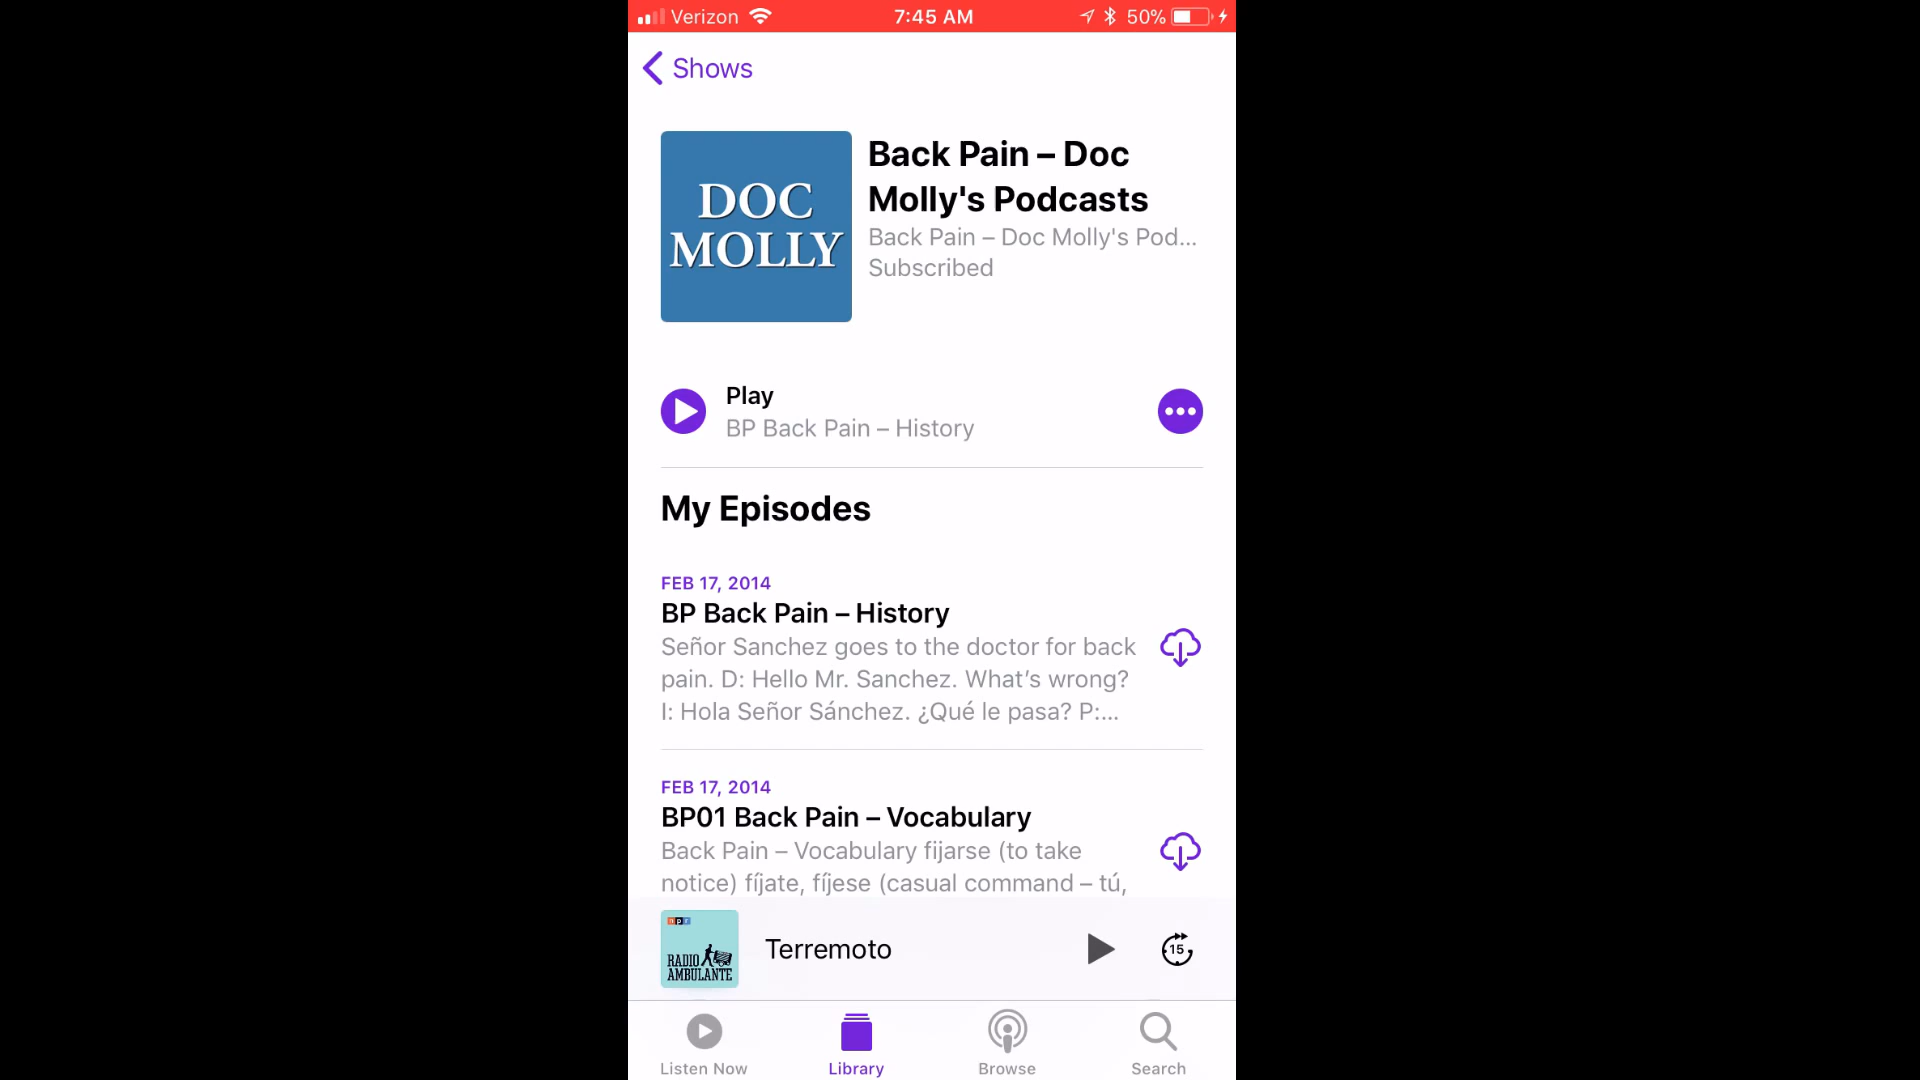 Verizon 7:45 AM 50%
Shows
DOC
MOLLY
Back Pain – Doc
Molly's Podcasts
Back Pain – Doc Molly's Pod...
Subscribed
Play
BP Back Pain – History
My Episodes
FEB 17, 2014
BP Back Pain – History
Señor Sanchez goes to the doctor for back
pain. D: Hello Mr. Sanchez. What’s wrong?
I: Hola Señor Sánchez. ¿Qué le pasa? P:...
FEB 17, 2014
BP01 Back Pain – Vocabulary
Back Pain – Vocabulary fijarse (to take
notice) fíjate, fíjese (casual command – tú,
npr
RADIO
AMBULANTE
Terremoto
15
Listen Now Library Browse Search